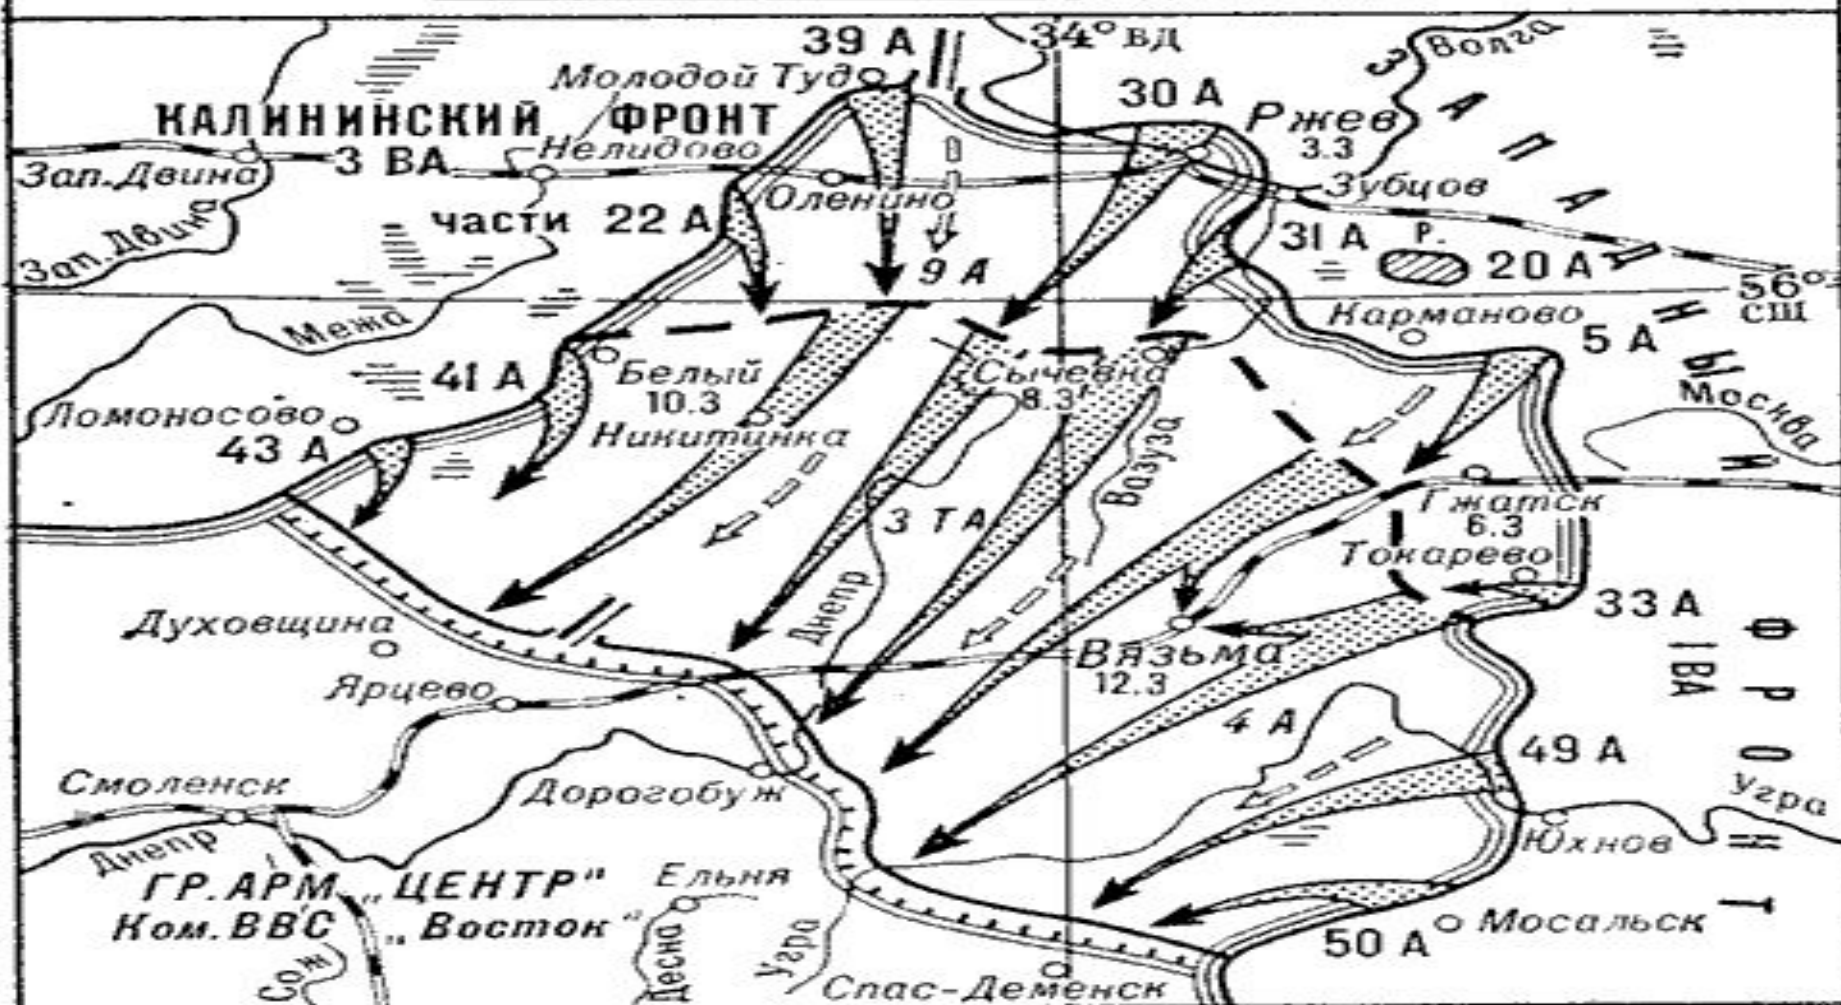 39 А
34° ВД
Волга
Молодой Туд
30 А
Ржев
3.3
КАЛИНИНСКИЙ ФРОНТ
Нелидово
3 ВА
Зап.Двина
Оленино
Зубцов
части 22 А
31 А
Р.
20 А
Зап.Двина
9 А
56°
СШ
Межа
Карманово
5 А
41 А
Белый
10.3
Сычевка
8.3
Москва
Ломоносово
43 А
Никитинка
Вазуза
Гжатск
6.3
3 ТА
Токарево
Днепр
33 А
Духовщина
Вязьма
12.3
1 ВА
Ярцево
4 А
49 А
Смоленск
Дорогобуж
Угра
Днепр
Юхнов
ГР.АРМ „ЦЕНТР"
Ельня
Ком.ВВС „Восток"
Мосальск
50 А
Десна
Угра
Сож
Спас-Деменск
ЗАПАДНЫЙ ФРОНТ